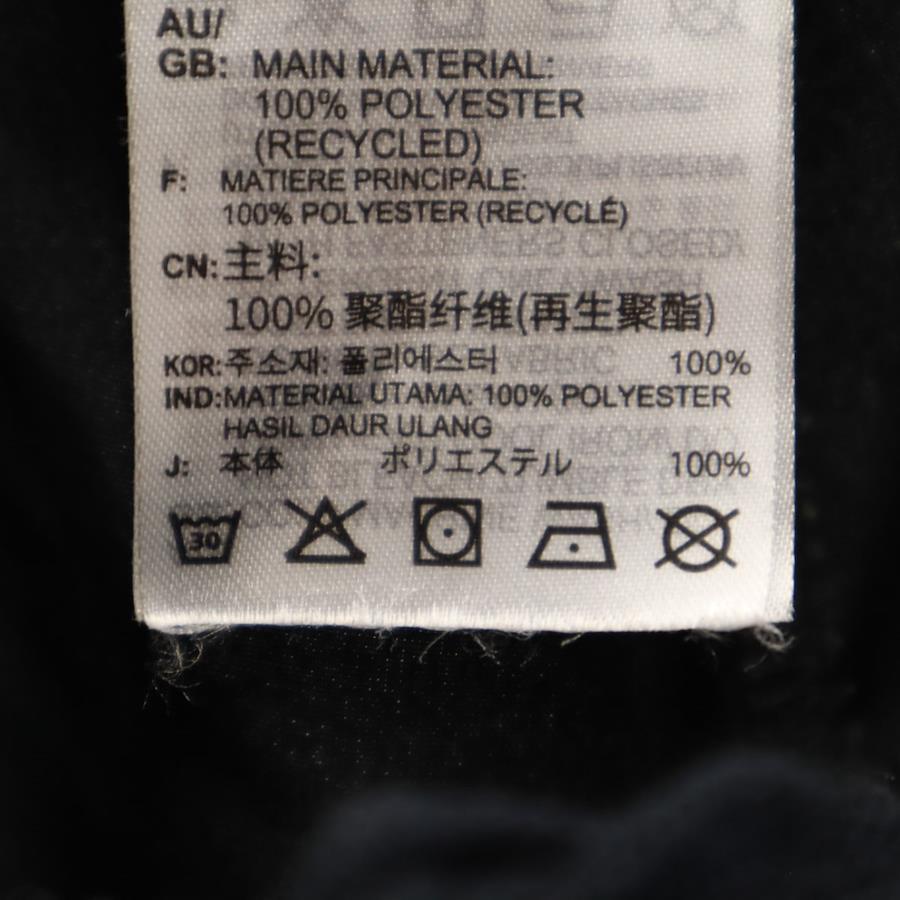 AU/
GB: MAIN MATERIAL:
100% POLYESTER
(RECYCLED)
F: MATIERE PRINCIPALE:
100% POLYESTER (RECYCLÉ)
CN: 主料:
100% 聚酯纤维(再生聚酯)
KOR: 주소재: 폴리에스터 100%
IND: MATERIAL UTAMA: 100% POLYESTER
HASIL DAUR ULANG
J: 本体 ポリエステル 100%
30